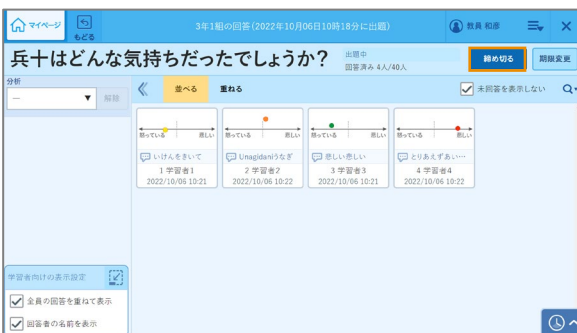 マイページ
もどる
3年1組の回答(2022年10月06日10時18分に出題)
教員 和彦
兵十はどんな気持ちだったでしょうか?
出題中
回答済み 4人/40人
締め切る
期限変更
分析
―
解除
並べる
重ねる
未回答を表示しない
怒っている 悲しい
いけんをきいて
1 学習者1
2022/10/06 10:21
怒っている 悲しい
Unagidaniうなぎ
2 学習者2
2022/10/06 10:22
怒っている 悲しい
悲しい悲しい
3 学習者3
2022/10/06 10:21
怒っている 悲しい
とりあえずあい…
4 学習者4
2022/10/06 10:22
学習者向けの表示設定
全員の回答を重ねて表示
回答者の名前を表示